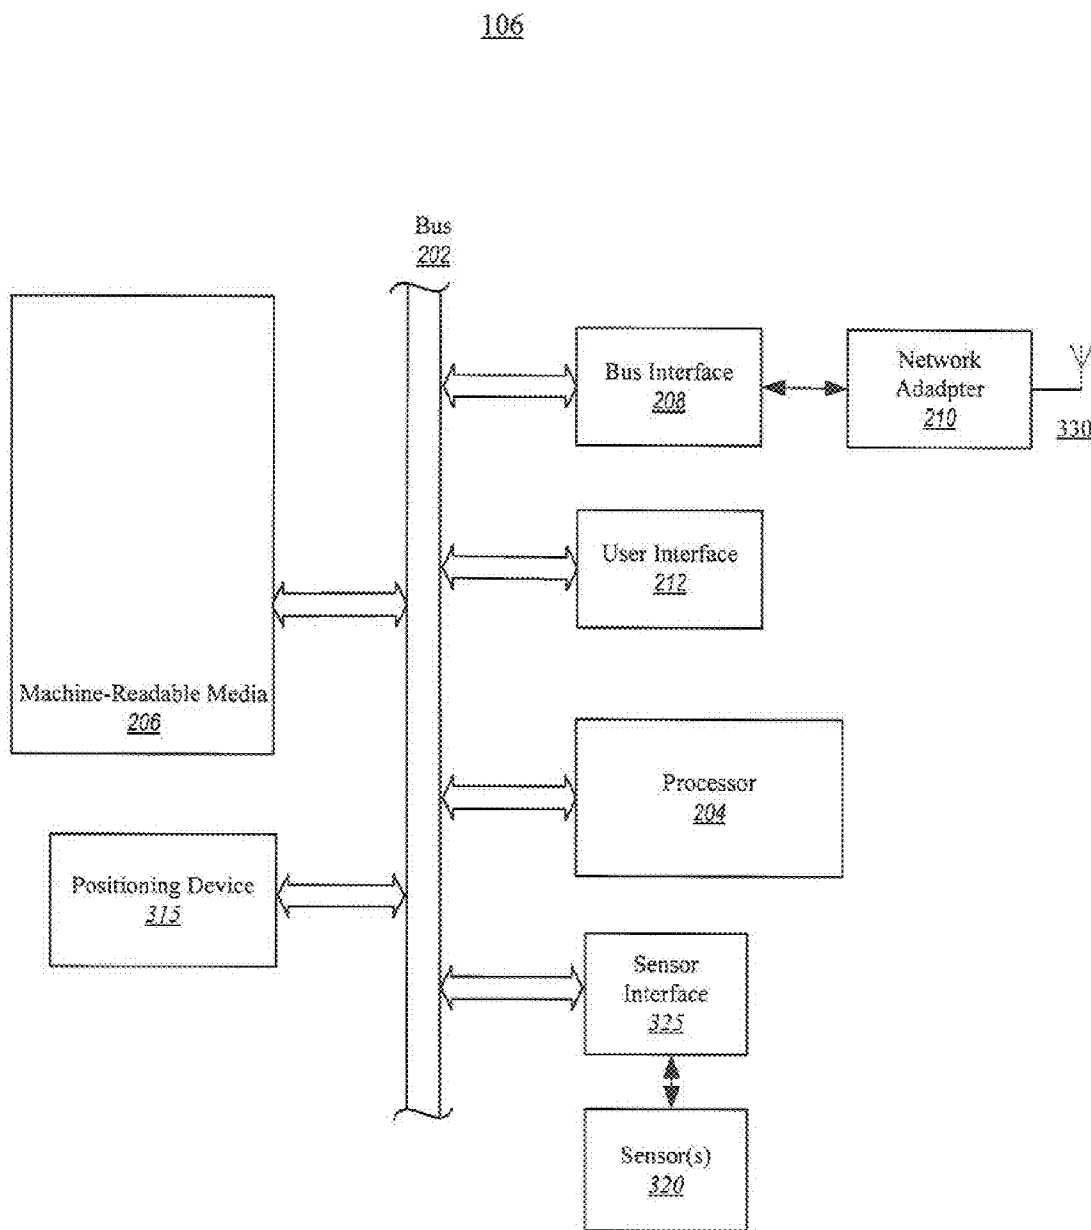 106
Bus
202
Bus Interface
208
Network
Adadpter
210
330
User Interface
212
Machine-Readable Media
206
Processor
204
Positioning Device
315
Sensor
Interface
325
Sensor(s)
320